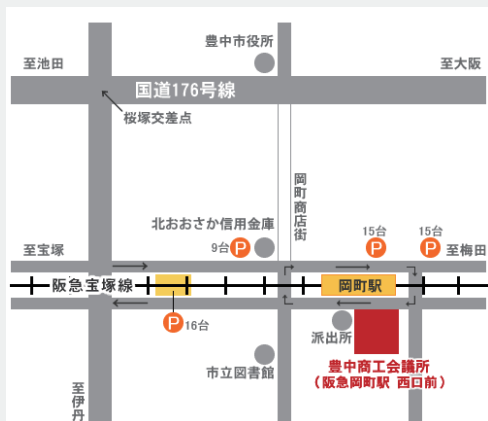 豊中市役所
至池田
至大阪
国道176号線
桜塚交差点
岡町商店街
北おおさか信用金庫
9台 P
15台
P
15台
P
至宝塚
至梅田
阪急宝塚線
岡町駅
P 16台
派出所
市立図書館
豊中商工会議所
(阪急岡町駅 西口前)
至伊丹